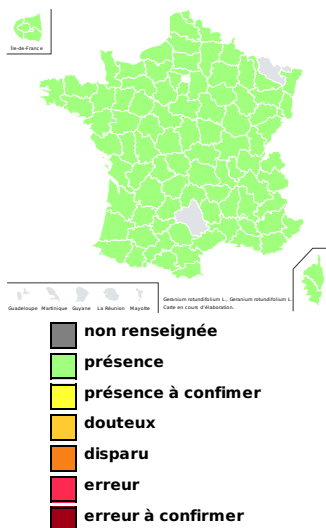 Île-de-France
Geranium rotundifolium L., Geranium rotundifolium L.
Carte en cours d'élaboration.
Guadeloupe Martinique Guyane La Réunion Mayotte
non renseignée
présence
présence à confimer
douteux
disparu
erreur
erreur à confirmer